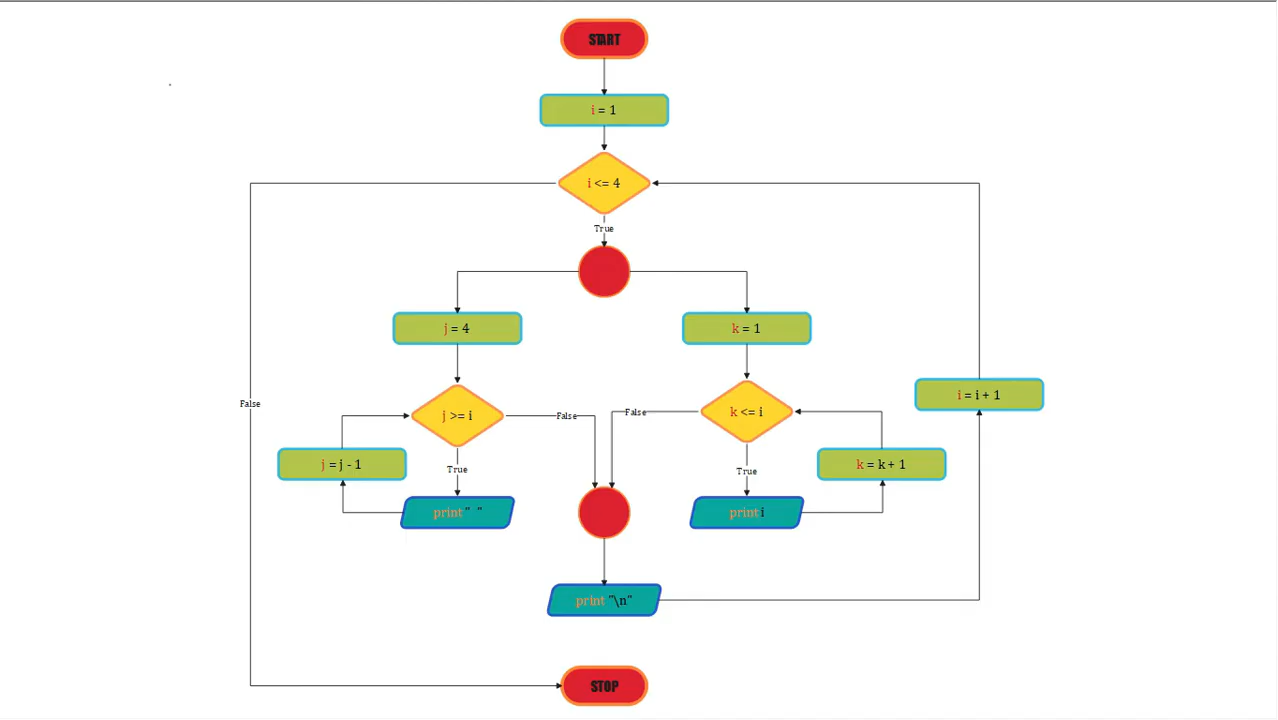 START
i = 1
i <= 4
True
j = 4
k = 1
i = i + 1
False
j >= i
False
False
k <= i
j = j - 1
True
True
k = k + 1
print " "
print i
print "\n"
STOP